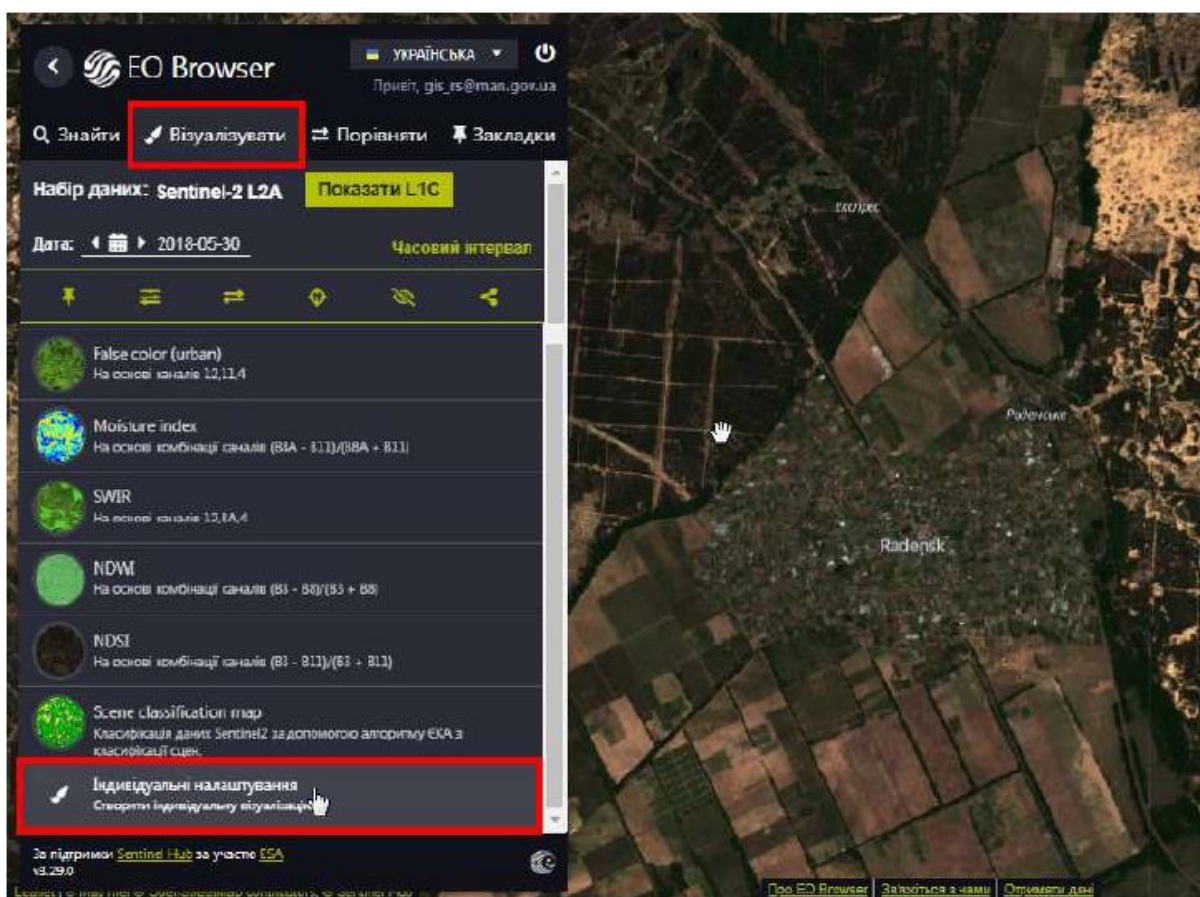 EO Browser
УКРАЇНСЬКА
Привіт, gis_rs@man.gov.ua
Знайти Візуалізувати Порівняти Закладки
Набір даних: Sentinel-2 L2A Показати L1C
Дата: 2018-05-30 Часовий інтервал
False color (urban)
На основі каналів 12,11,4
Moisture index
На основі комбінації каналів (B8A - B11)/(B8A + B11)
SWIR
На основі каналів 12,8A,4
NDWI
На основі комбінації каналів (B3 - B8)/(B3 + B8)
NDSI
На основі комбінації каналів (B3 - B11)/(B3 + B11)
Scene classification map
Класифікація даних Sentinel2 за допомогою алгоритму ЄКА з
класифікації сцен.
Індивідуальні налаштування
Створити індивідуальну візуалізацію
За підтримки Sentinel Hub за участю ESA
v3.29.0
Експрес
Раденське
Radensk
Про EO Browser Зв'яжіться з нами Отримати дані